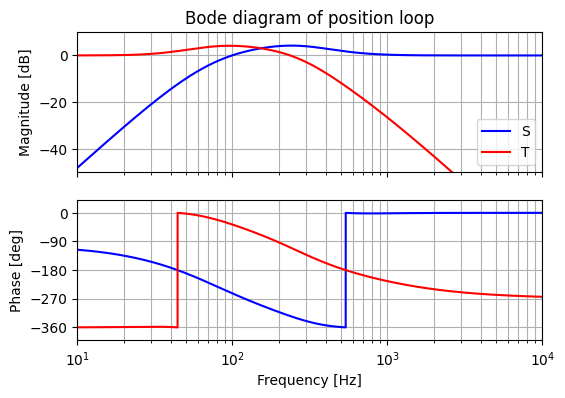 Bode diagram of position loop
Magnitude [dB]
0
−20
−40
S
T
Phase [deg]
0
−90
−180
−270
−360
10^1
10^2
10^3
10^4
Frequency [Hz]